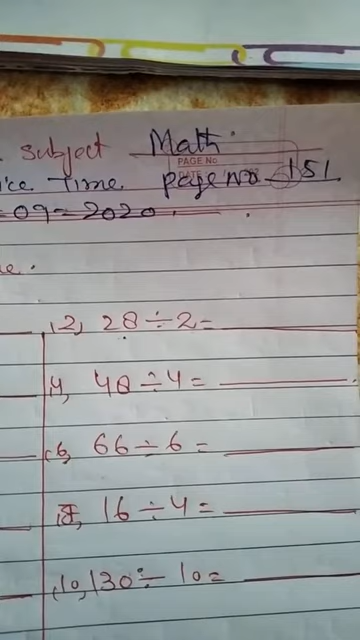 Subject Math
PAGE No
ice Time page no 151
-09-2020
(2, 28÷2=
(4, 48÷4=
(6, 66÷6=
(8, 16÷4=
(10, 130÷10=